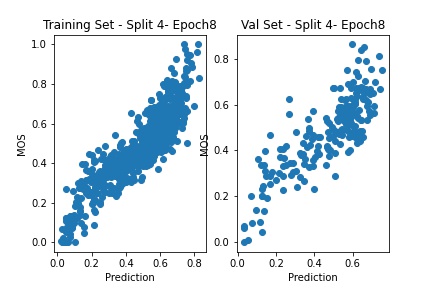 Training Set - Split 4- Epoch8
1.0
0.8
0.6
0.4
0.2
0.0
MOS
0.0 0.2 0.4 0.6 0.8
Prediction
Val Set - Split 4- Epoch8
0.8
0.6
0.4
0.2
0.0
MOS
0.0 0.2 0.4 0.6
Prediction